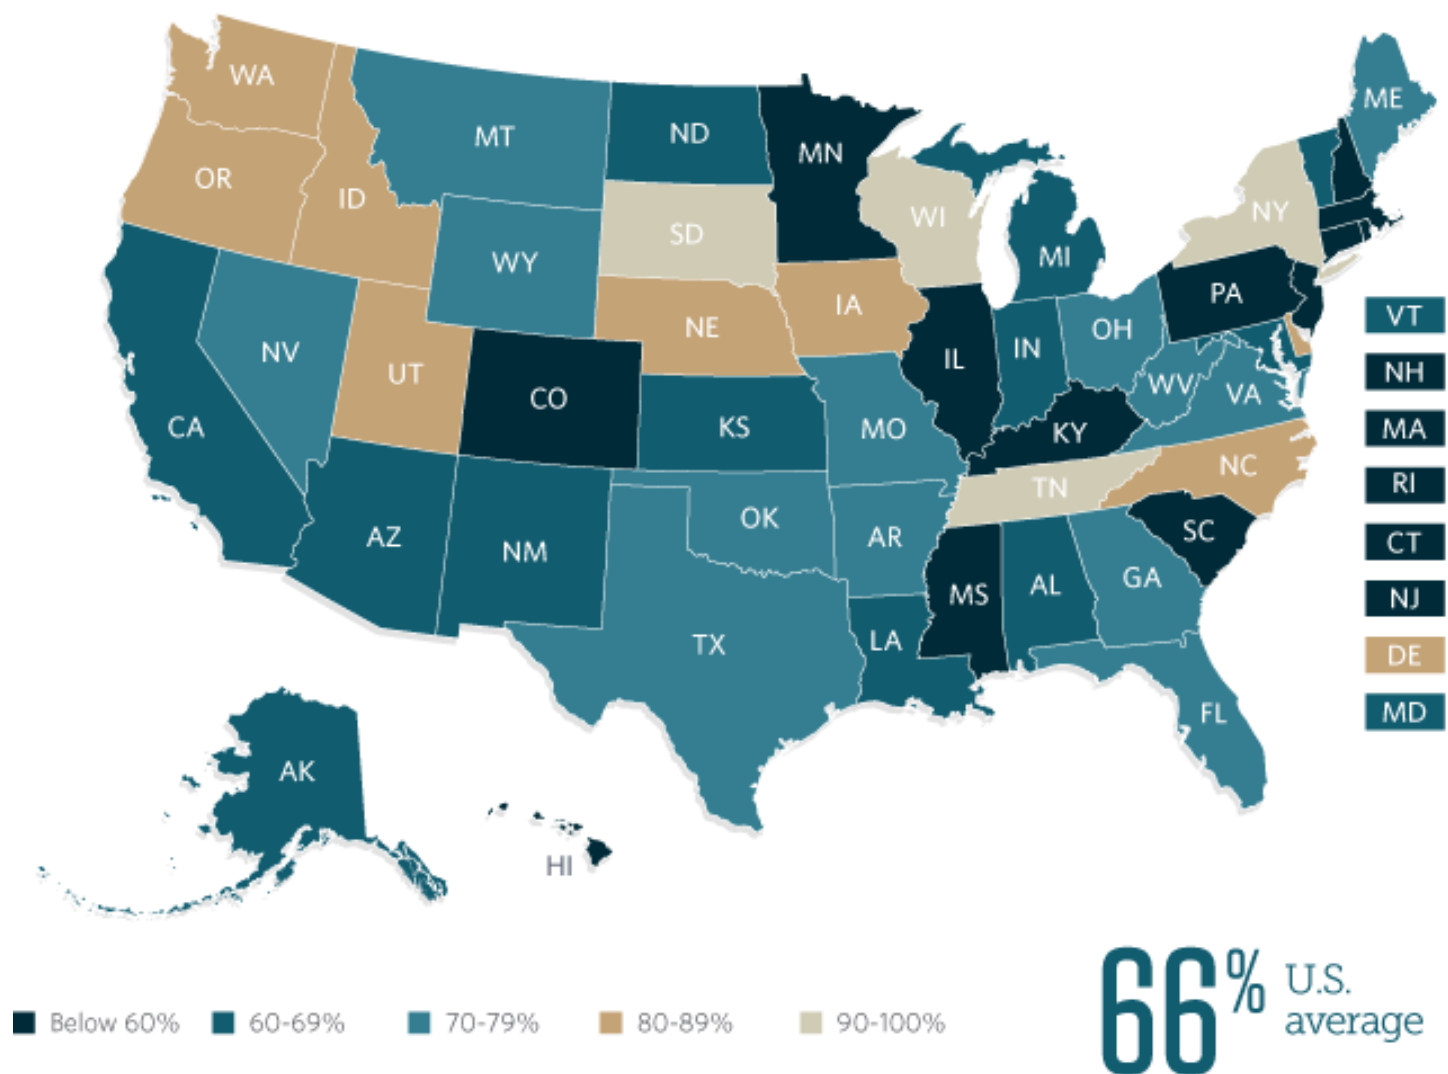 WA
ME
MT
ND
MN
OR
ID
WI
NY
SD
WY
MI
PA
IA
VT
NE
OH
NV
IN
IL
NH
UT
WV
VA
CO
CA
KS
MO
KY
MA
NC
TN
RI
OK
AZ
NM
AR
SC
CT
GA
AL
MS
NJ
TX
LA
DE
FL
MD
AK
HI
66% U.S. average
Below 60% 60-69% 70-79% 80-89% 90-100%